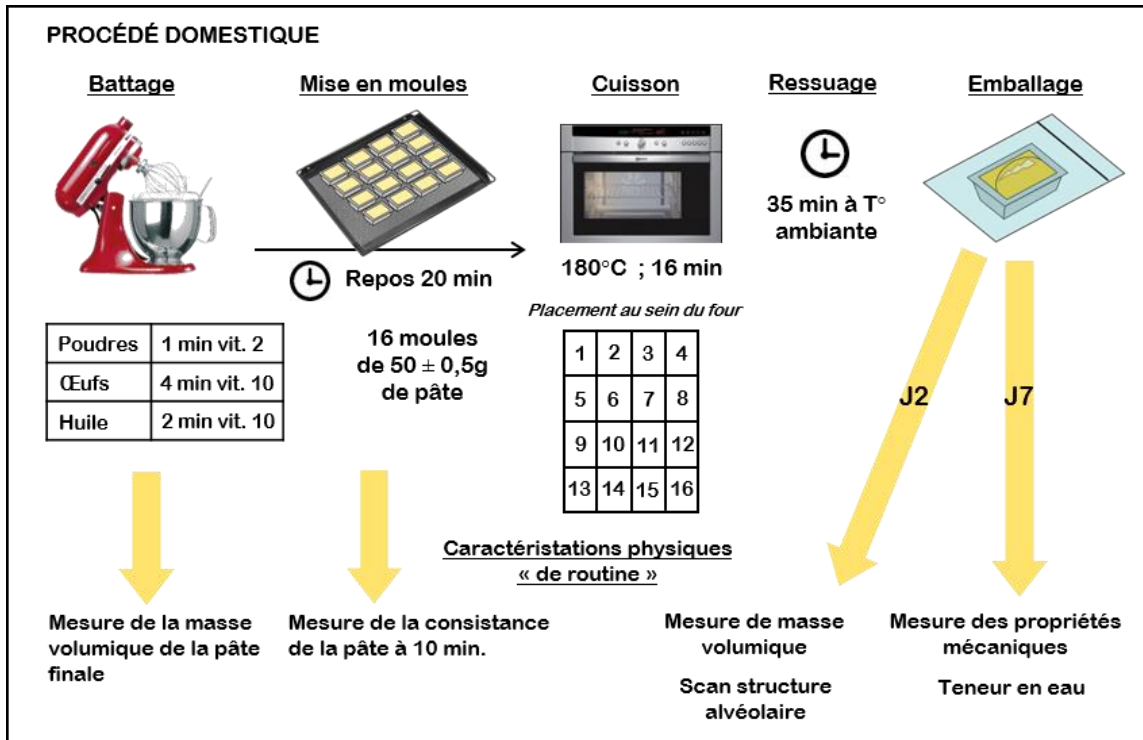 PROCÉDÉ DOMESTIQUE
Battage
Mise en moules
Cuisson
Ressuage
Emballage
Repos 20 min
180°C ; 16 min
35 min à T°
ambiante
Poudres 1 min vit. 2
Œufs 4 min vit. 10
Huile 2 min vit. 10
16 moules
de 50 ± 0,5g
de pâte
Placement au sein du four
1 2 3 4
5 6 7 8
9 10 11 12
13 14 15 16
J2
J7
Caractéristations physiques
« de routine »
Mesure de la masse
volumique de la pâte
finale
Mesure de la consistance
de la pâte à 10 min.
Mesure de masse
volumique
Scan structure
alvéolaire
Mesure des propriétés
mécaniques
Teneur en eau